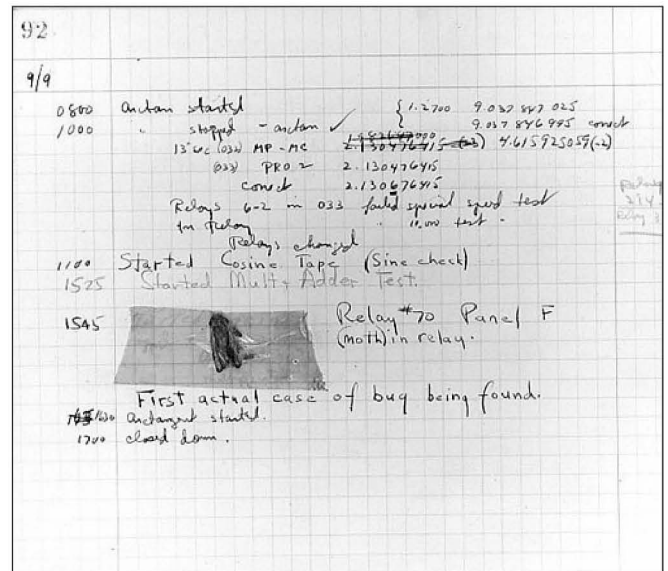 92
9/9
0800 antan started { 1.2700 9.037 847 025
1000 " stopped - antan ✓ 9.037 846 995 correct
13"uc (032) MP - MC 2.130476415 4.615925059(-2)
(033) PRO 2 2.130476415
correct 2.130676415
Relays 6-2 in 033 failed special speed test
in Relay " 10,000 test .
Relays changed
1100 Started Cosine Tape (Sine check)
1525 Started Mult + Adder Test.
1545 Relay #70 Panel F
(moth) in relay.
First actual case of bug being found.
1630 antangent started.
1700 closed down.